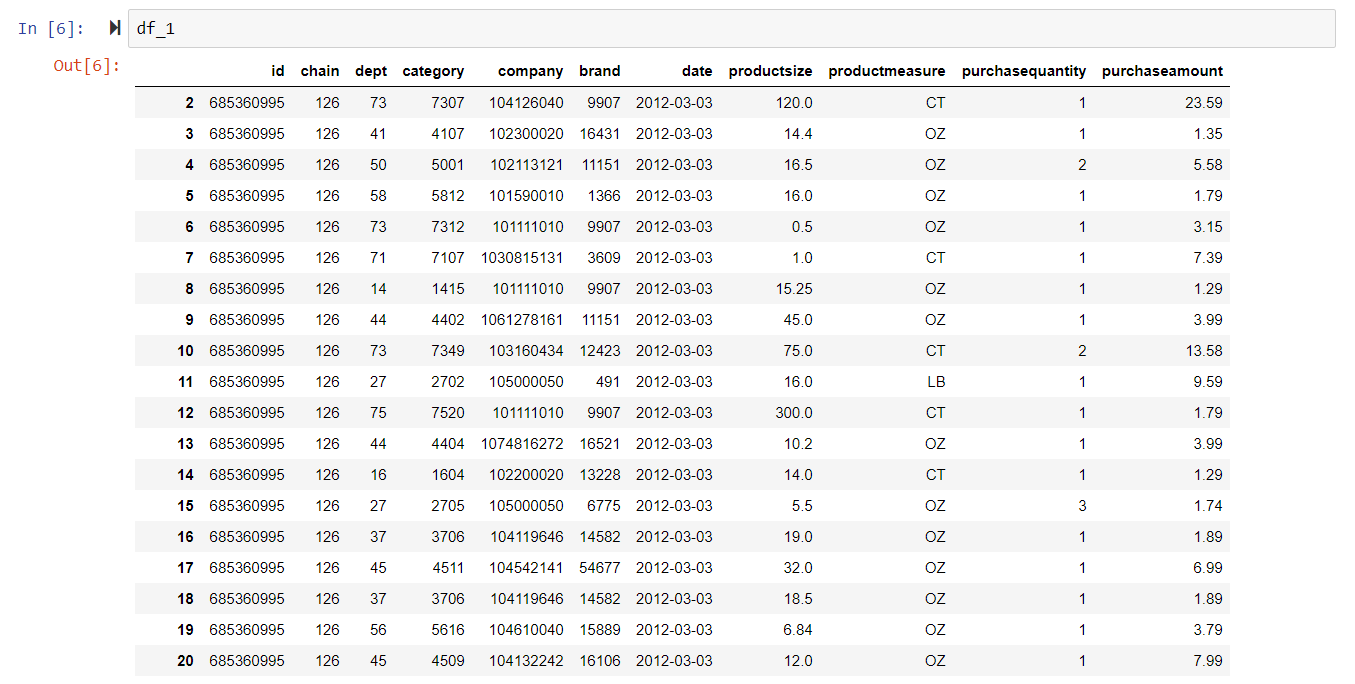 In [6]: df_1
Out[6]:
id chain dept category company brand date productsize productmeasure purchasequantity purchaseamount
2 685360995 126 73 7307 104126040 9907 2012-03-03 120.0 CT 1 23.59
3 685360995 126 41 4107 102300020 16431 2012-03-03 14.4 OZ 1 1.35
4 685360995 126 50 5001 102113121 11151 2012-03-03 16.5 OZ 2 5.58
5 685360995 126 58 5812 101590010 1366 2012-03-03 16.0 OZ 1 1.79
6 685360995 126 73 7312 101111010 9907 2012-03-03 0.5 OZ 1 3.15
7 685360995 126 71 7107 1030815131 3609 2012-03-03 1.0 CT 1 7.39
8 685360995 126 14 1415 101111010 9907 2012-03-03 15.25 OZ 1 1.29
9 685360995 126 44 4402 1061278161 11151 2012-03-03 45.0 OZ 1 3.99
10 685360995 126 73 7349 103160434 12423 2012-03-03 75.0 CT 2 13.58
11 685360995 126 27 2702 105000050 491 2012-03-03 16.0 LB 1 9.59
12 685360995 126 75 7520 101111010 9907 2012-03-03 300.0 CT 1 1.79
13 685360995 126 44 4404 1074816272 16521 2012-03-03 10.2 OZ 1 3.99
14 685360995 126 16 1604 102200020 13228 2012-03-03 14.0 CT 1 1.29
15 685360995 126 27 2705 105000050 6775 2012-03-03 5.5 OZ 3 1.74
16 685360995 126 37 3706 104119646 14582 2012-03-03 19.0 OZ 1 1.89
17 685360995 126 45 4511 104542141 54677 2012-03-03 32.0 OZ 1 6.99
18 685360995 126 37 3706 104119646 14582 2012-03-03 18.5 OZ 1 1.89
19 685360995 126 56 5616 104610040 15889 2012-03-03 6.84 OZ 1 3.79
20 685360995 126 45 4509 104132242 16106 2012-03-03 12.0 OZ 1 7.99